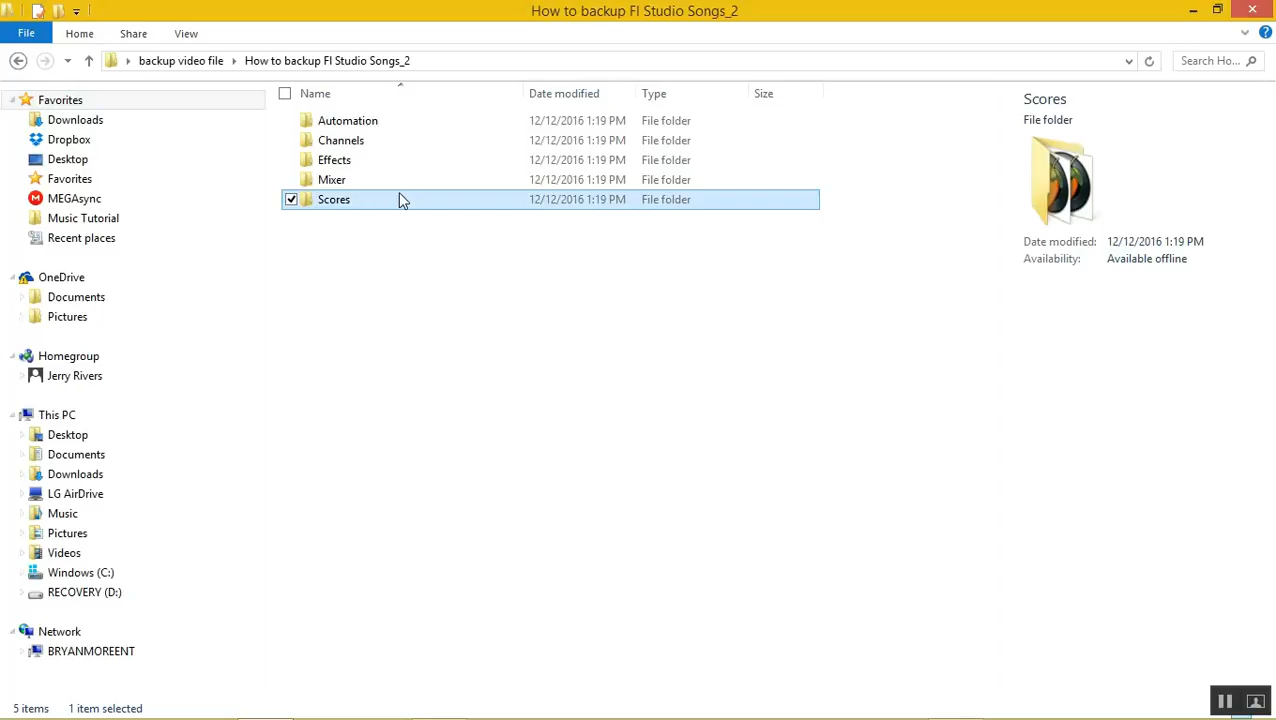 How to backup Fl Studio Songs_2
File Home Share View
backup video file How to backup Fl Studio Songs_2 Search Ho...
Name Date modified Type Size
Automation 12/12/2016 1:19 PM File folder
Channels 12/12/2016 1:19 PM File folder
Effects 12/12/2016 1:19 PM File folder
Mixer 12/12/2016 1:19 PM File folder
Scores 12/12/2016 1:19 PM File folder
Favorites
Downloads
Dropbox
Desktop
Favorites
MEGAsync
Music Tutorial
Recent places
OneDrive
Documents
Pictures
Homegroup
Jerry Rivers
This PC
Desktop
Documents
Downloads
LG AirDrive
Music
Pictures
Videos
Windows (C:)
RECOVERY (D:)
Network
BRYANMOREENT
Scores
File folder
Date modified: 12/12/2016 1:19 PM
Availability: Available offline
5 items 1 item selected